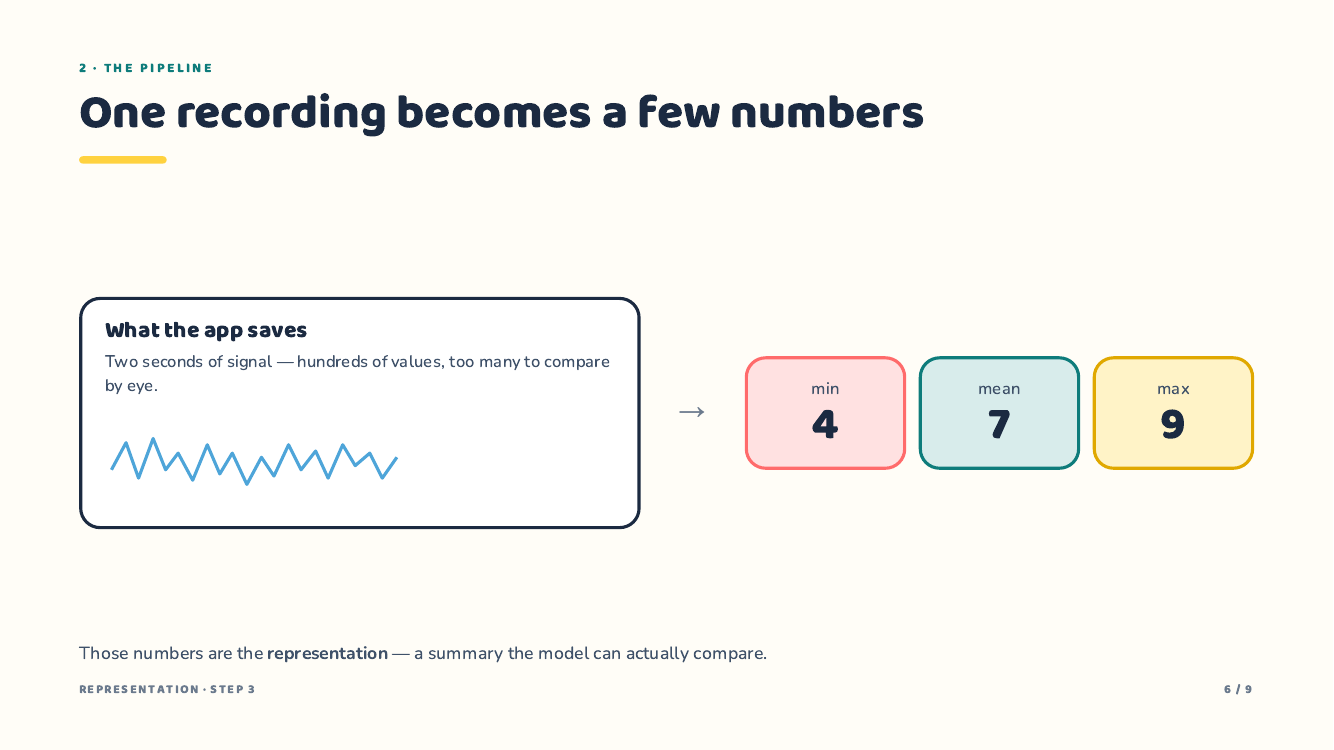 2 · THE PIPELINE
One recording becomes a few numbers
What the app saves
Two seconds of signal — hundreds of values, too many to compare
by eye.
→
min
4
mean
7
max
9
Those numbers are the representation — a summary the model can actually compare.
REPRESENTATION · STEP 3
6 / 9